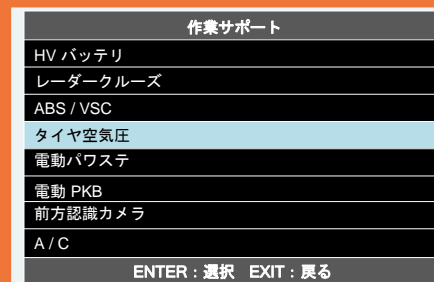 作業サポート
HV バッテリ
レーダークルーズ
ABS / VSC
タイヤ空気圧
電動パワステ
電動 PKB
前方認識カメラ
A / C
ENTER：選択 EXIT：戻る